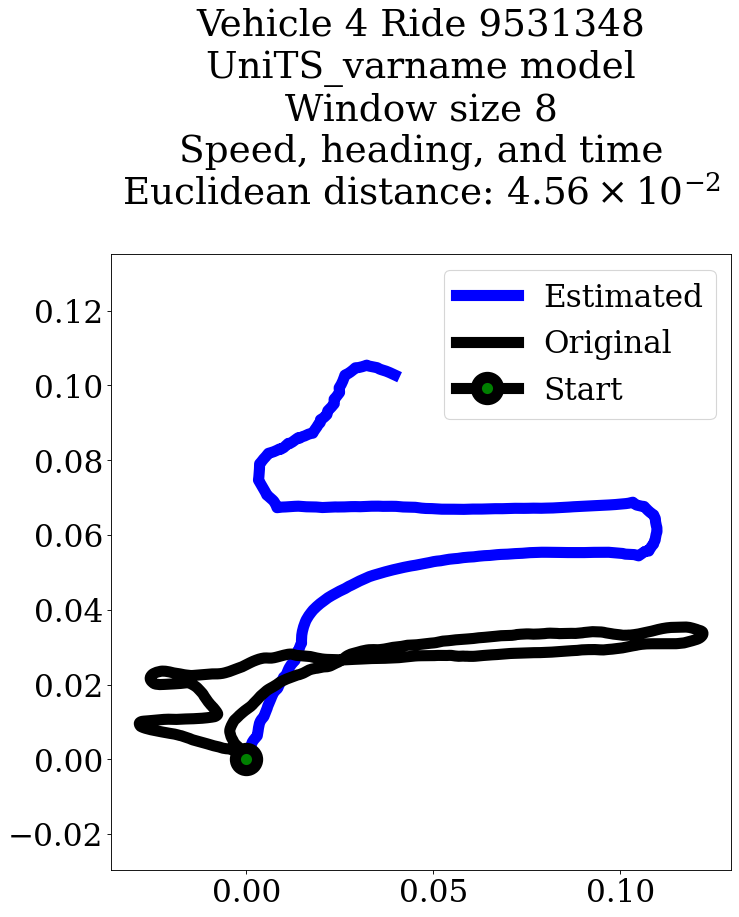 Vehicle 4 Ride 9531348
UniTS_varname model
Window size 8
Speed, heading, and time
Euclidean distance: 4.56 × 10⁻²
Estimated
Original
Start
0.12
0.10
0.08
0.06
0.04
0.02
0.00
−0.02
0.00 0.05 0.10